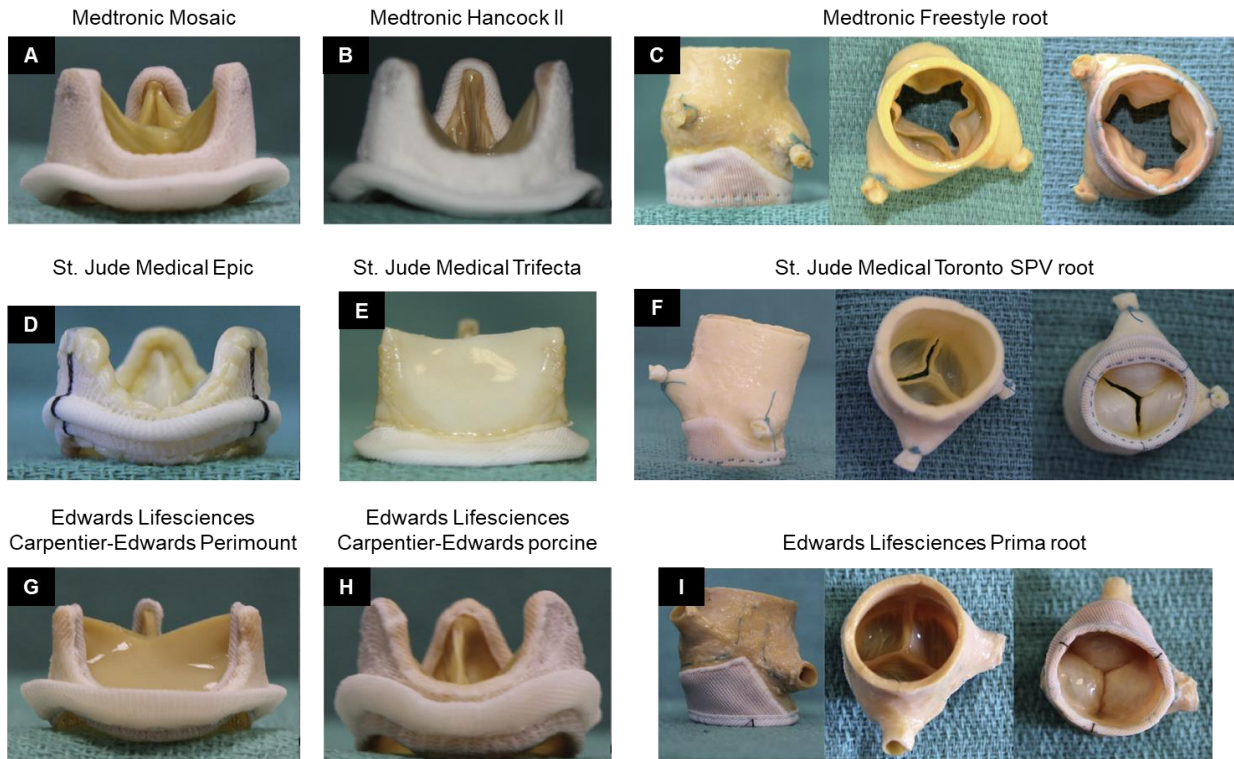 Medtronic Mosaic
Medtronic Hancock II
Medtronic Freestyle root
A
B
C
St. Jude Medical Epic
St. Jude Medical Trifecta
St. Jude Medical Toronto SPV root
D
E
F
Edwards Lifesciences
Carpentier-Edwards Perimount
Edwards Lifesciences
Carpentier-Edwards porcine
Edwards Lifesciences Prima root
G
H
I